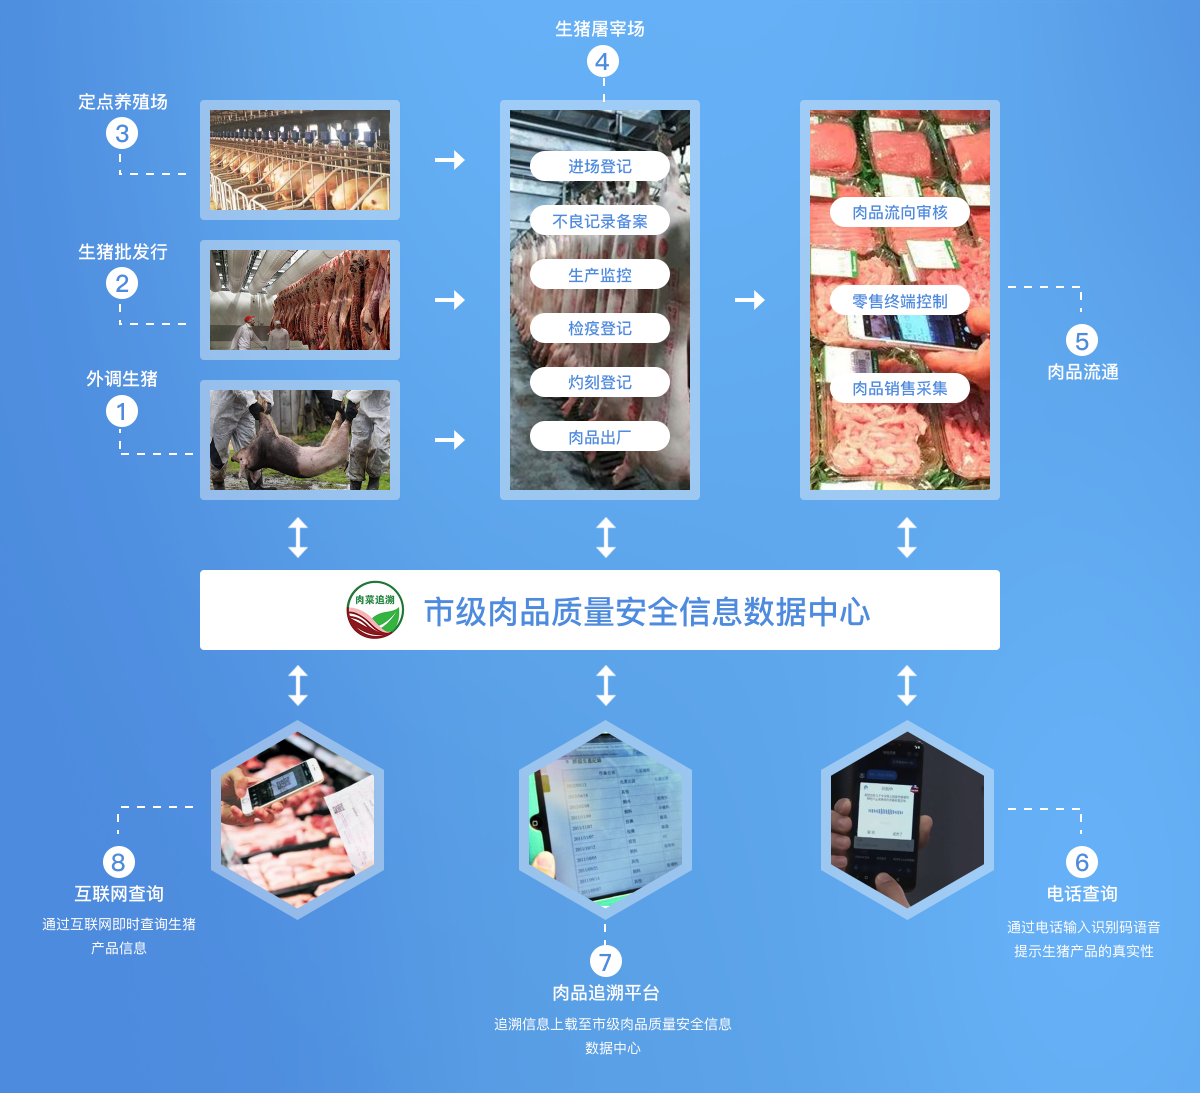 生猪屠宰场
4
定点养殖场
3
进场登记
不良记录备案
生产监控
检疫登记
灼刻登记
肉品出厂
肉品流向审核
零售终端控制
肉品销售采集
生猪批发行
2
5
肉品流通
外调生猪
1
肉菜追溯
市级肉品质量安全信息数据中心
8
互联网查询
通过互联网即时查询生猪
产品信息
6
电话查询
通过电话输入识别码语音
提示生猪产品的真实性
7
肉品追溯平台
追溯信息上载至市级肉品质量安全信息
数据中心